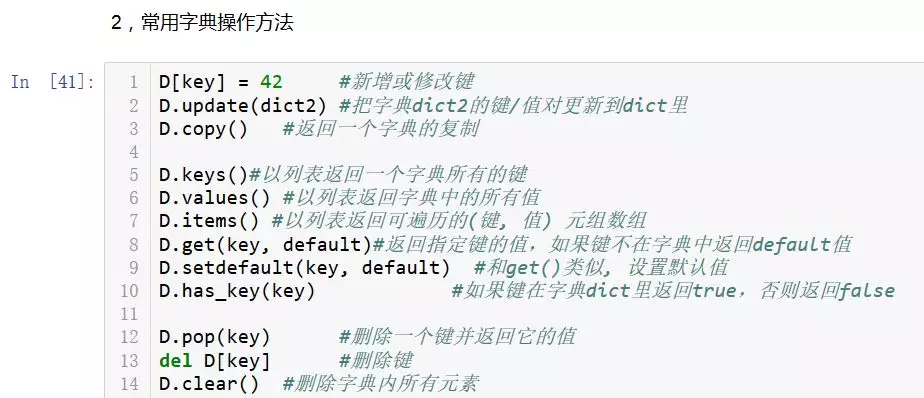 2，常用字典操作方法
In [41]:
1 D[key] = 42 #新增或修改键
2 D.update(dict2) #把字典dict2的键/值对更新到dict里
3 D.copy() #返回一个字典的复制
4
5 D.keys()#以列表返回一个字典所有的键
6 D.values() #以列表返回字典中的所有值
7 D.items() #以列表返回可遍历的(键, 值) 元组数组
8 D.get(key, default)#返回指定键的值，如果键不在字典中返回default值
9 D.setdefault(key, default) #和get()类似, 设置默认值
10 D.has_key(key) #如果键在字典dict里返回true，否则返回false
11
12 D.pop(key) #删除一个键并返回它的值
13 del D[key] #删除键
14 D.clear() #删除字典内所有元素